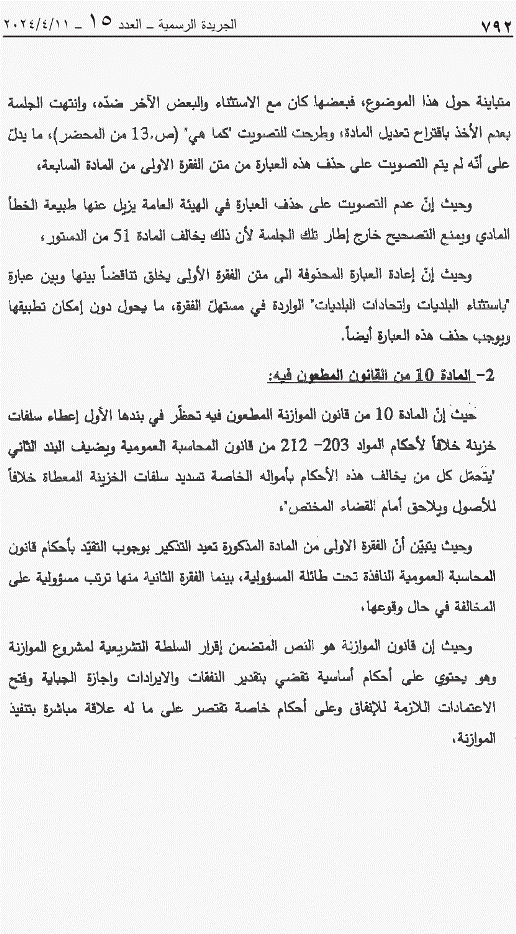 ٧٩٢
الجريدة الرسمية ــ العدد ١٥ ــ ٢٠٢٤/٤/١١
متباينة حول هذا الموضوع، فبعضها كان مع الاستثناء والبعض الآخر ضدّه، وانتهت الجلسة
بعدم الأخذ باقتراح تعديل المادة، وطرحت للتصويت "كما هي" (ص.13 من المحضر)، ما يدلّ
على أنّه لم يتم التصويت على حذف هذه العبارة من متن الفقرة الاولى من المادة السابعة،
وحيث إنّ عدم التصويت على حذف العبارة في الهيئة العامة يزيل عنها طبيعة الخطأ
المادي ويمنع التصحيح خارج إطار تلك الجلسة لأن ذلك يخالف المادة 51 من الدستور،
وحيث إنّ إعادة العبارة المحذوفة الى متن الفقرة الأولى يخلق تناقضاً بينها وبين عبارة
"باستثناء البلديات وإتحادات البلديات" الواردة في مستهلّ الفقرة، ما يحول دون إمكان تطبيقها
ويوجب حذف هذه العبارة أيضاً.
2- المادة 10 من القانون المطعون فيه:
حيث إنّ المادة 10 من قانون الموازنة المطعون فيه تحظّر في بندها الأول إعطاء سلفات
خزينة خلافاً لأحكام المواد 203- 212 من قانون المحاسبة العمومية ويضيف البند الثاني
"يتحمّل كل من يخالف هذه الأحكام بأمواله الخاصة تسديد سلفات الخزينة المعطاة خلافاً
للأصول ويلاحق أمام القضاء المختص"،
وحيث يتبيّن أنّ الفقرة الاولى من المادة المذكورة تعيد التذكير بوجوب التقيّد بأحكام قانون
المحاسبة العمومية النافذة تحت طائلة المسؤولية، بينما الفقرة الثانية منها ترتب مسؤولية على
المخالفة في حال وقوعها،
وحيث إن قانون الموازنة هو النص المتضمن إقرار السلطة التشريعية لمشروع الموازنة
وهو يحتوي على أحكام أساسية تقضي بتقدير النفقات والايرادات واجازة الجباية وفتح
الاعتمادات اللازمة للإنفاق وعلى أحكام خاصة تقتصر على ما له علاقة مباشرة بتنفيذ
الموازنة،